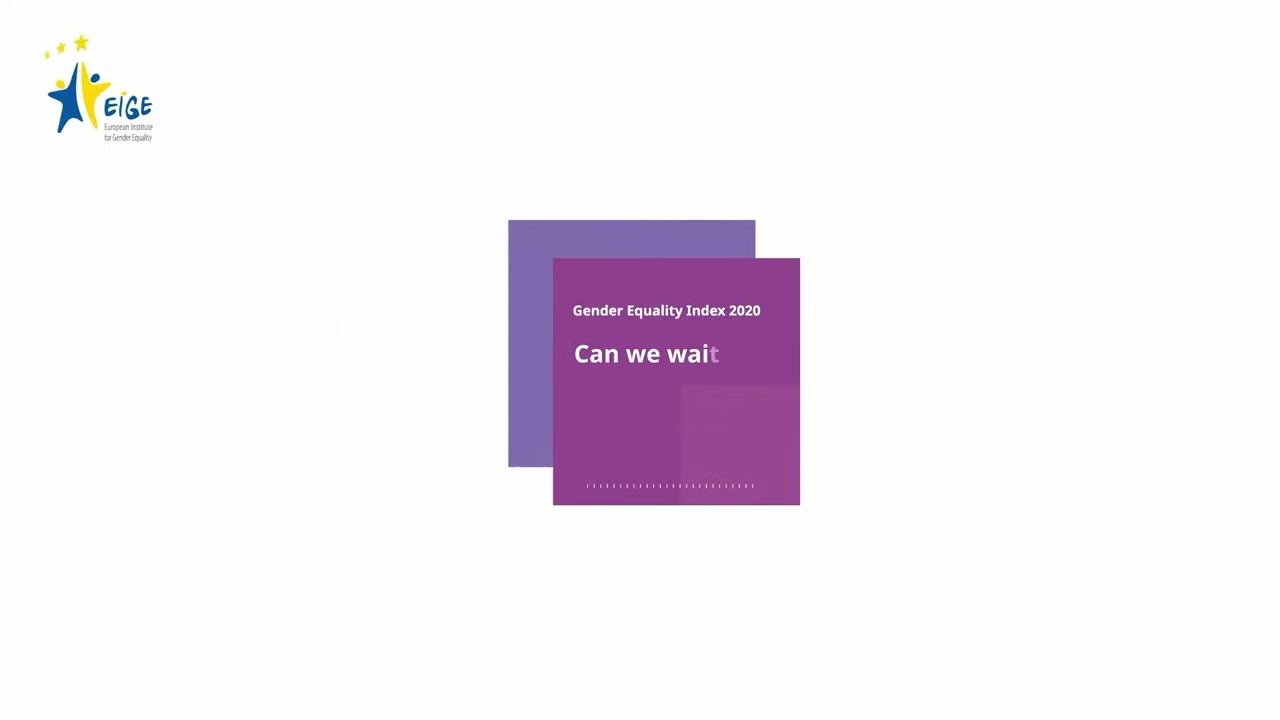 EIGE
European Institute
for Gender Equality
Gender Equality Index 2020
Can we wait